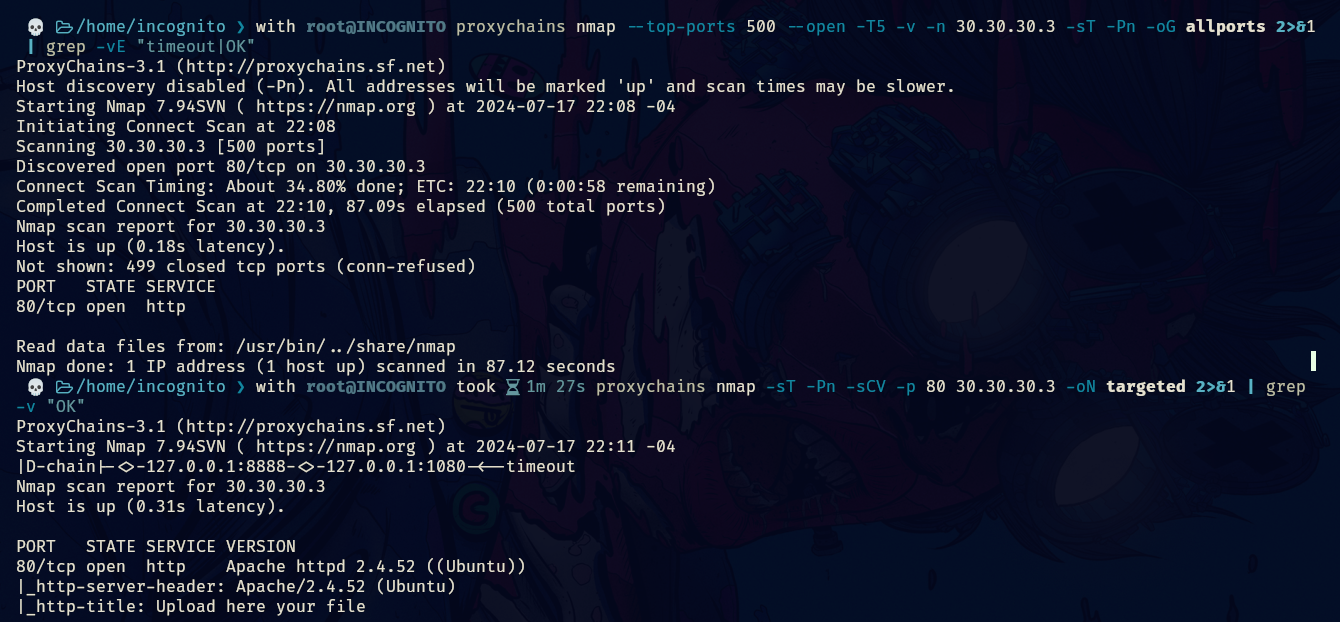 💀 /home/incognito ❯ with root@INCOGNITO proxychains nmap --top-ports 500 --open -T5 -v -n 30.30.30.3 -sT -Pn -oG allports 2>&1
| grep -vE "timeout|OK"
ProxyChains-3.1 (http://proxychains.sf.net)
Host discovery disabled (-Pn). All addresses will be marked 'up' and scan times may be slower.
Starting Nmap 7.94SVN ( https://nmap.org ) at 2024-07-17 22:08 -04
Initiating Connect Scan at 22:08
Scanning 30.30.30.3 [500 ports]
Discovered open port 80/tcp on 30.30.30.3
Connect Scan Timing: About 34.80% done; ETC: 22:10 (0:00:58 remaining)
Completed Connect Scan at 22:10, 87.09s elapsed (500 total ports)
Nmap scan report for 30.30.30.3
Host is up (0.18s latency).
Not shown: 499 closed tcp ports (conn-refused)
PORT   STATE SERVICE
80/tcp open  http
Read data files from: /usr/bin/../share/nmap
Nmap done: 1 IP address (1 host up) scanned in 87.12 seconds
💀 /home/incognito ❯ with root@INCOGNITO took ⌛1m 27s proxychains nmap -sT -Pn -sCV -p 80 30.30.30.3 -oN targeted 2>&1 | grep
-v "OK"
ProxyChains-3.1 (http://proxychains.sf.net)
Starting Nmap 7.94SVN ( https://nmap.org ) at 2024-07-17 22:11 -04
|D-chain|-<>-127.0.0.1:8888-<>-127.0.0.1:1080-<--timeout
Nmap scan report for 30.30.30.3
Host is up (0.31s latency).
PORT   STATE SERVICE VERSION
80/tcp open  http    Apache httpd 2.4.52 ((Ubuntu))
|_http-server-header: Apache/2.4.52 (Ubuntu)
|_http-title: Upload here your file